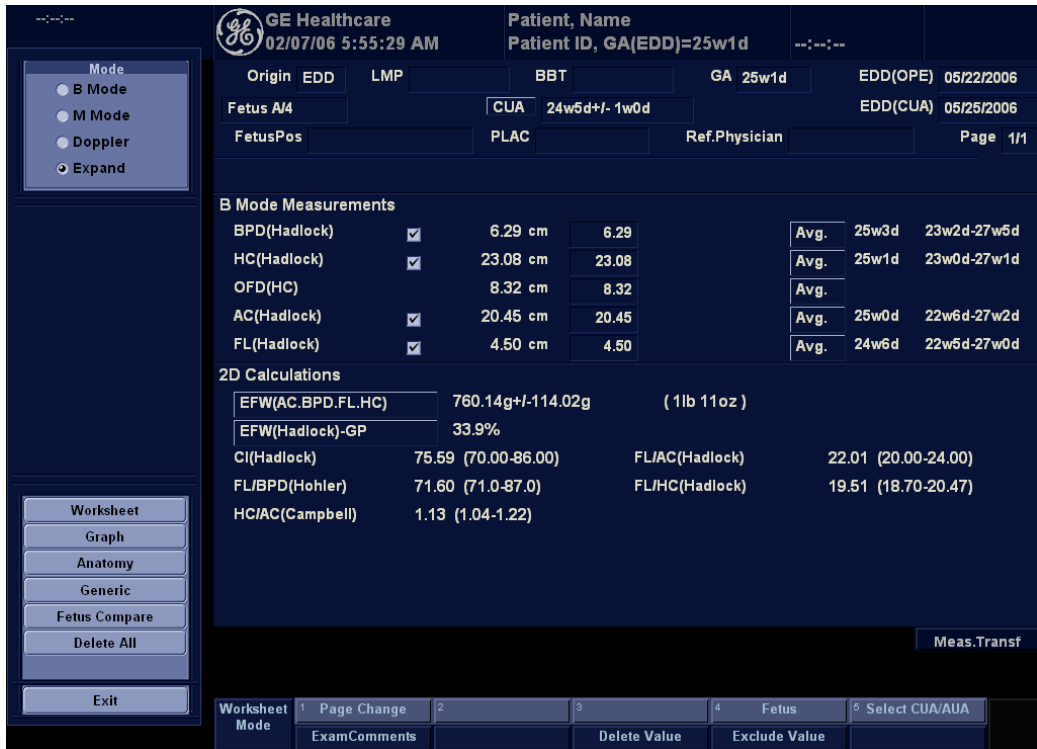 --:--:--
GE Healthcare
02/07/06 5:55:29 AM
Patient, Name
Patient ID, GA(EDD)=25w1d
--:--:--
Mode
B Mode
M Mode
Doppler
Expand
Origin EDD LMP BBT GA 25w1d EDD(OPE) 05/22/2006
Fetus A/4 CUA 24w5d+/- 1w0d EDD(CUA) 05/25/2006
FetusPos PLAC Ref.Physician Page 1/1
B Mode Measurements
BPD(Hadlock) 6.29 cm 6.29 Avg. 25w3d 23w2d-27w5d
HC(Hadlock) 23.08 cm 23.08 Avg. 25w1d 23w0d-27w1d
OFD(HC) 8.32 cm 8.32 Avg.
AC(Hadlock) 20.45 cm 20.45 Avg. 25w0d 22w6d-27w2d
FL(Hadlock) 4.50 cm 4.50 Avg. 24w6d 22w5d-27w0d
2D Calculations
EFW(AC.BPD.FL.HC) 760.14g+/-114.02g ( 1lb 11oz )
EFW(Hadlock)-GP 33.9%
CI(Hadlock) 75.59 (70.00-86.00) FL/AC(Hadlock) 22.01 (20.00-24.00)
FL/BPD(Hohler) 71.60 (71.0-87.0) FL/HC(Hadlock) 19.51 (18.70-20.47)
HC/AC(Campbell) 1.13 (1.04-1.22)
Worksheet
Graph
Anatomy
Generic
Fetus Compare
Delete All
Exit
Meas.Transf
Worksheet Mode
1 Page Change 2 3 4 Fetus 5 Select CUA/AUA
ExamComments Delete Value Exclude Value